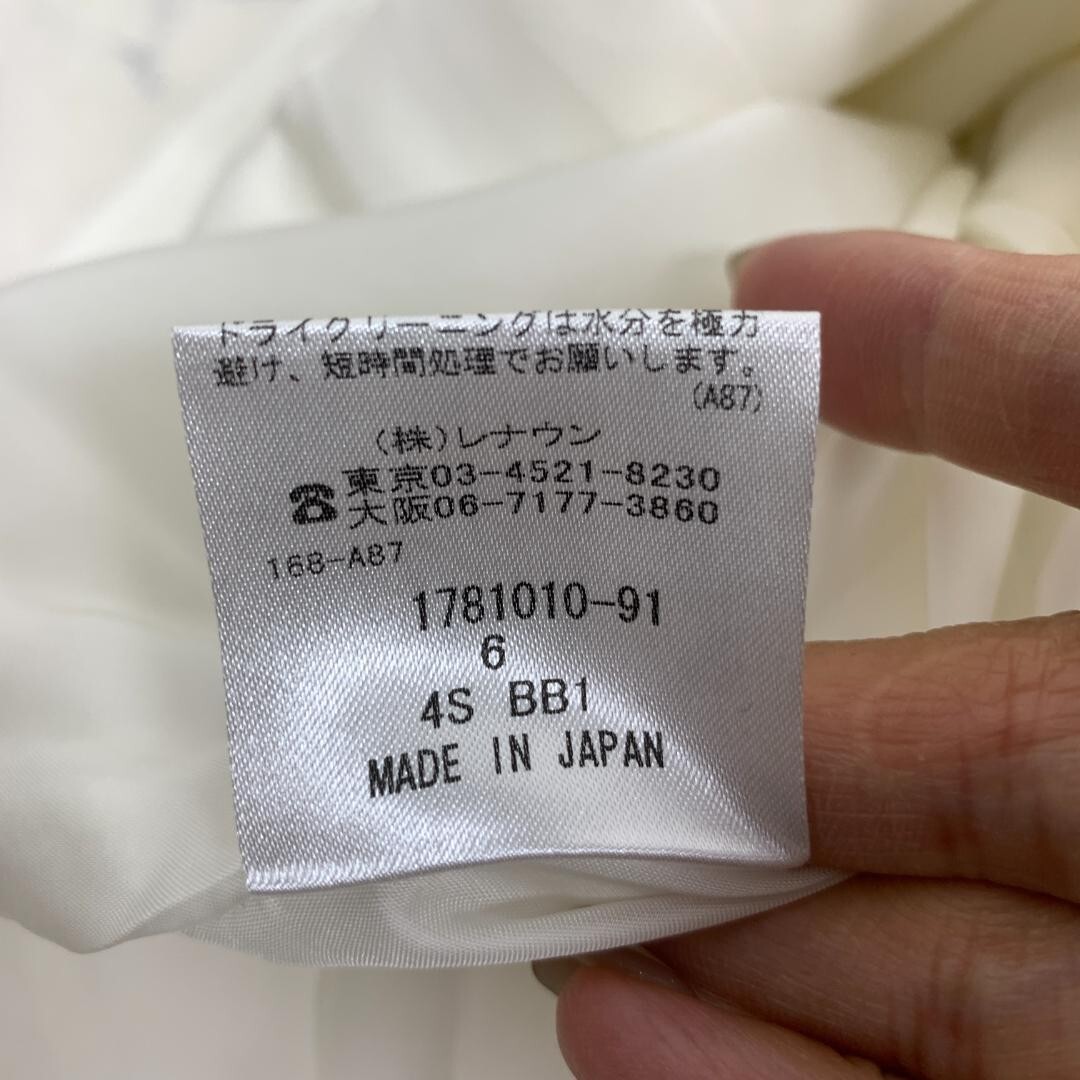 ドライクリーニングは水分を極力
避け、短時間処理でお願いします。
(A87)
(株)レナウン
☎東京03-4521-8230
大阪06-7177-3860
168-A87
1781010-91
6
4S BB1
MADE IN JAPAN